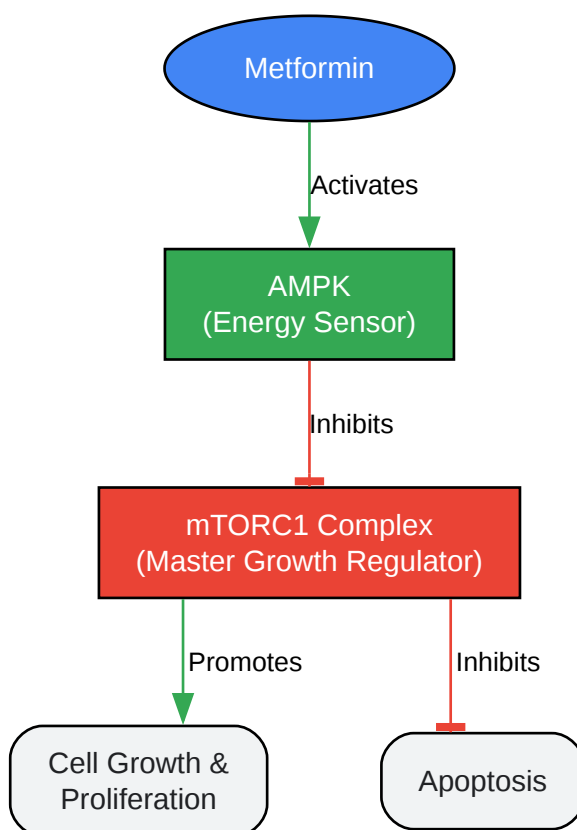 Metformin
Activates
AMPK
(Energy Sensor)
Inhibits
mTORC1 Complex
(Master Growth Regulator)
Promotes
Inhibits
Cell Growth &
Proliferation
Apoptosis